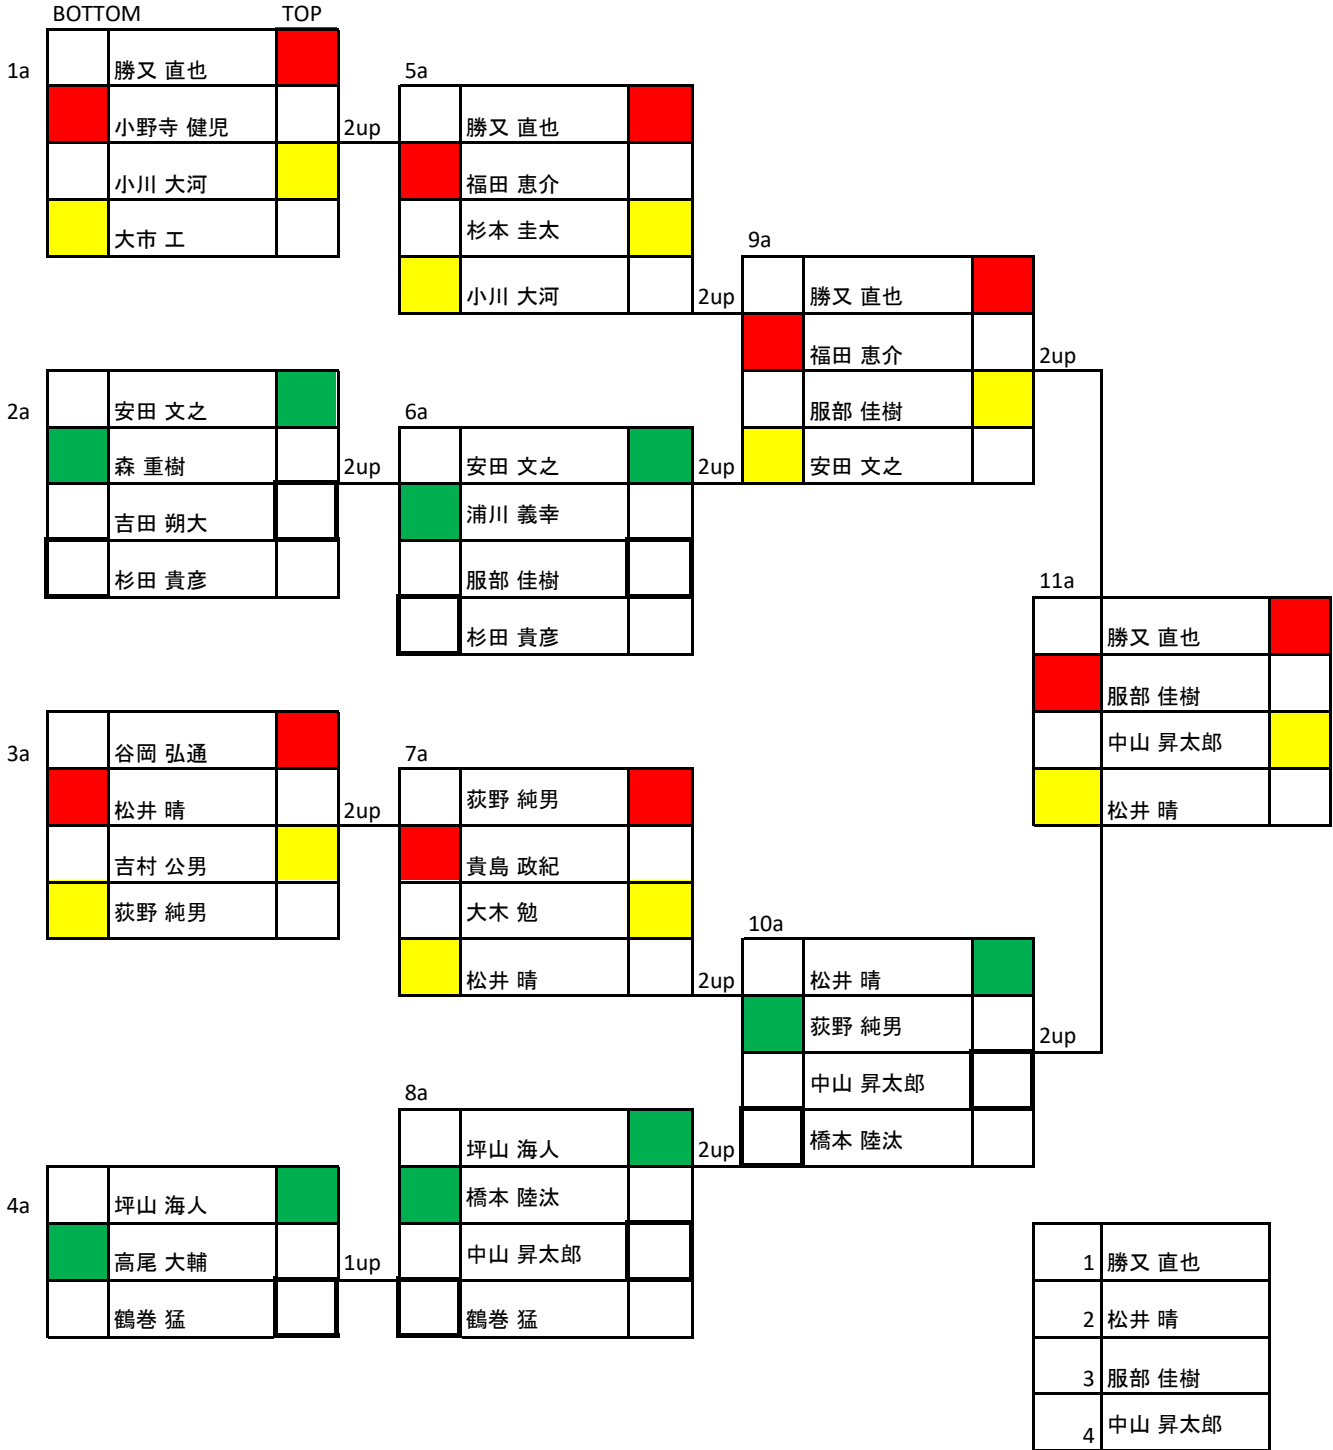 BOTTOM TOP
1a
勝又 直也
小野寺 健児
小川 大河
大市 工
2up
5a
勝又 直也
福田 恵介
杉本 圭太
小川 大河
2up
2a
安田 文之
森 重樹
吉田 朔大
杉田 貴彦
2up
6a
安田 文之
浦川 義幸
服部 佳樹
杉田 貴彦
2up
9a
勝又 直也
福田 恵介
服部 佳樹
安田 文之
2up
3a
谷岡 弘通
松井 晴
吉村 公男
荻野 純男
2up
7a
荻野 純男
貴島 政紀
大木 勉
松井 晴
2up
4a
坪山 海人
高尾 大輔
鶴巻 猛
1up
8a
坪山 海人
橋本 陸汰
中山 昇太郎
鶴巻 猛
2up
10a
松井 晴
荻野 純男
中山 昇太郎
橋本 陸汰
2up
11a
勝又 直也
服部 佳樹
中山 昇太郎
松井 晴
1 勝又 直也
2 松井 晴
3 服部 佳樹
4 中山 昇太郎